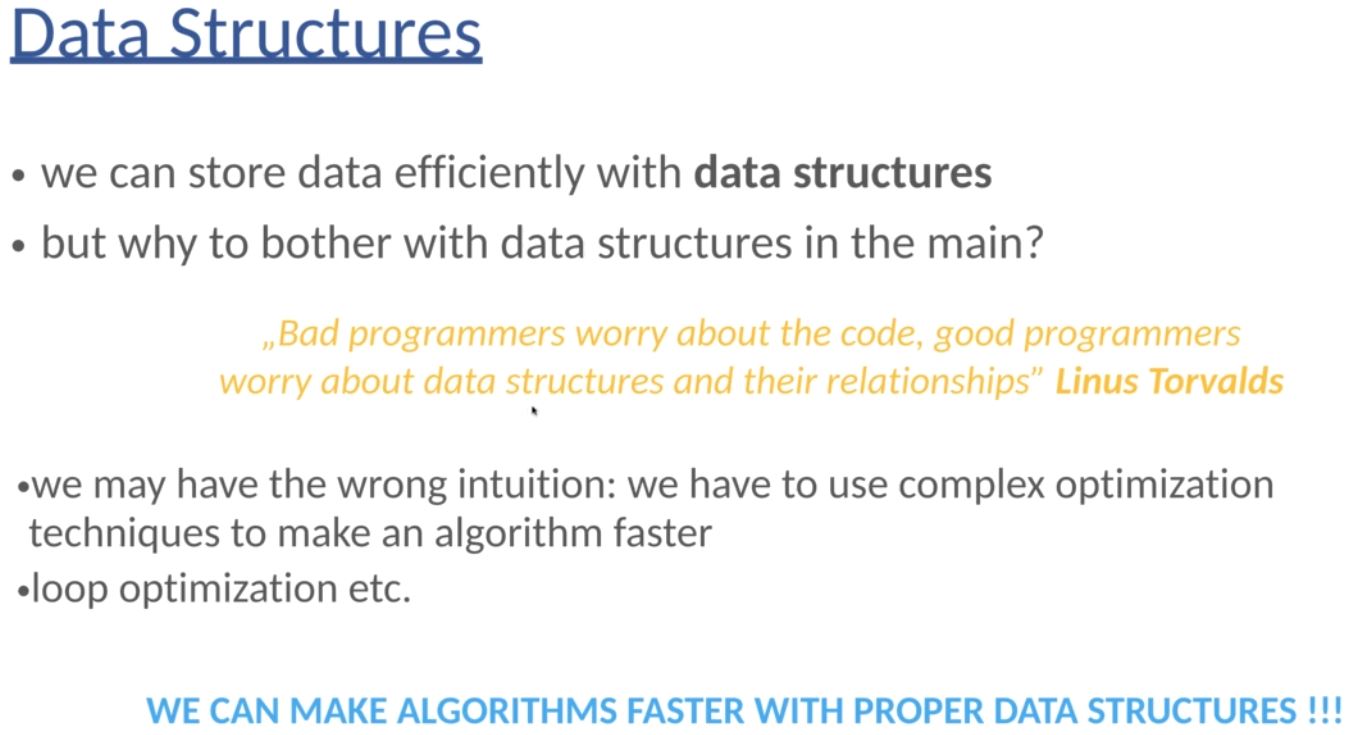 Data Structures
• we can store data efficiently with data structures
• but why to bother with data structures in the main?
„Bad programmers worry about the code, good programmers
worry about data structures and their relationships” Linus Torvalds
•we may have the wrong intuition: we have to use complex optimization
techniques to make an algorithm faster
•loop optimization etc.
WE CAN MAKE ALGORITHMS FASTER WITH PROPER DATA STRUCTURES !!!